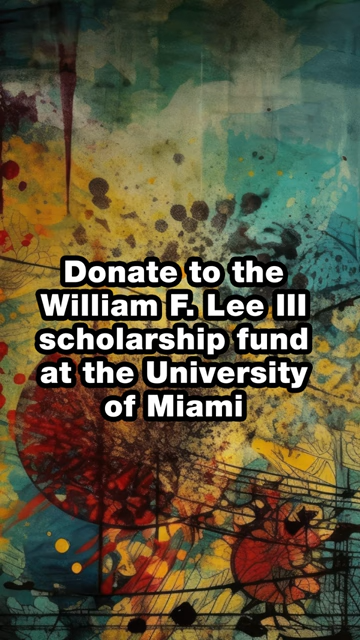 Donate to the
William F. Lee III
scholarship fund
at the University
of Miami